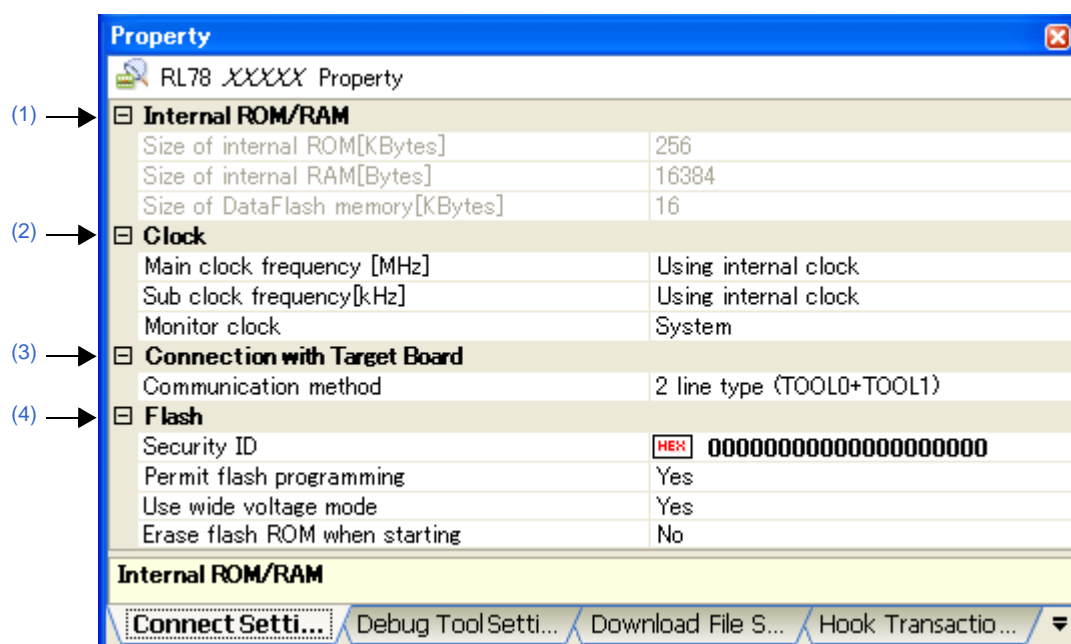 Property
RL78 XXXXX Property
(1) Internal ROM/RAM
Size of internal ROM[KBytes] 256
Size of internal RAM[Bytes] 16384
Size of DataFlash memory[KBytes] 16
(2) Clock
Main clock frequency [MHz] Using internal clock
Sub clock frequency[kHz] Using internal clock
Monitor clock System
(3) Connection with Target Board
Communication method 2 line type (TOOL0+TOOL1)
(4) Flash
Security ID HEX 00000000000000000000
Permit flash programming Yes
Use wide voltage mode Yes
Erase flash ROM when starting No
Internal ROM/RAM
Connect Setti... Debug Tool Setti... Download File S... Hook Transactio...